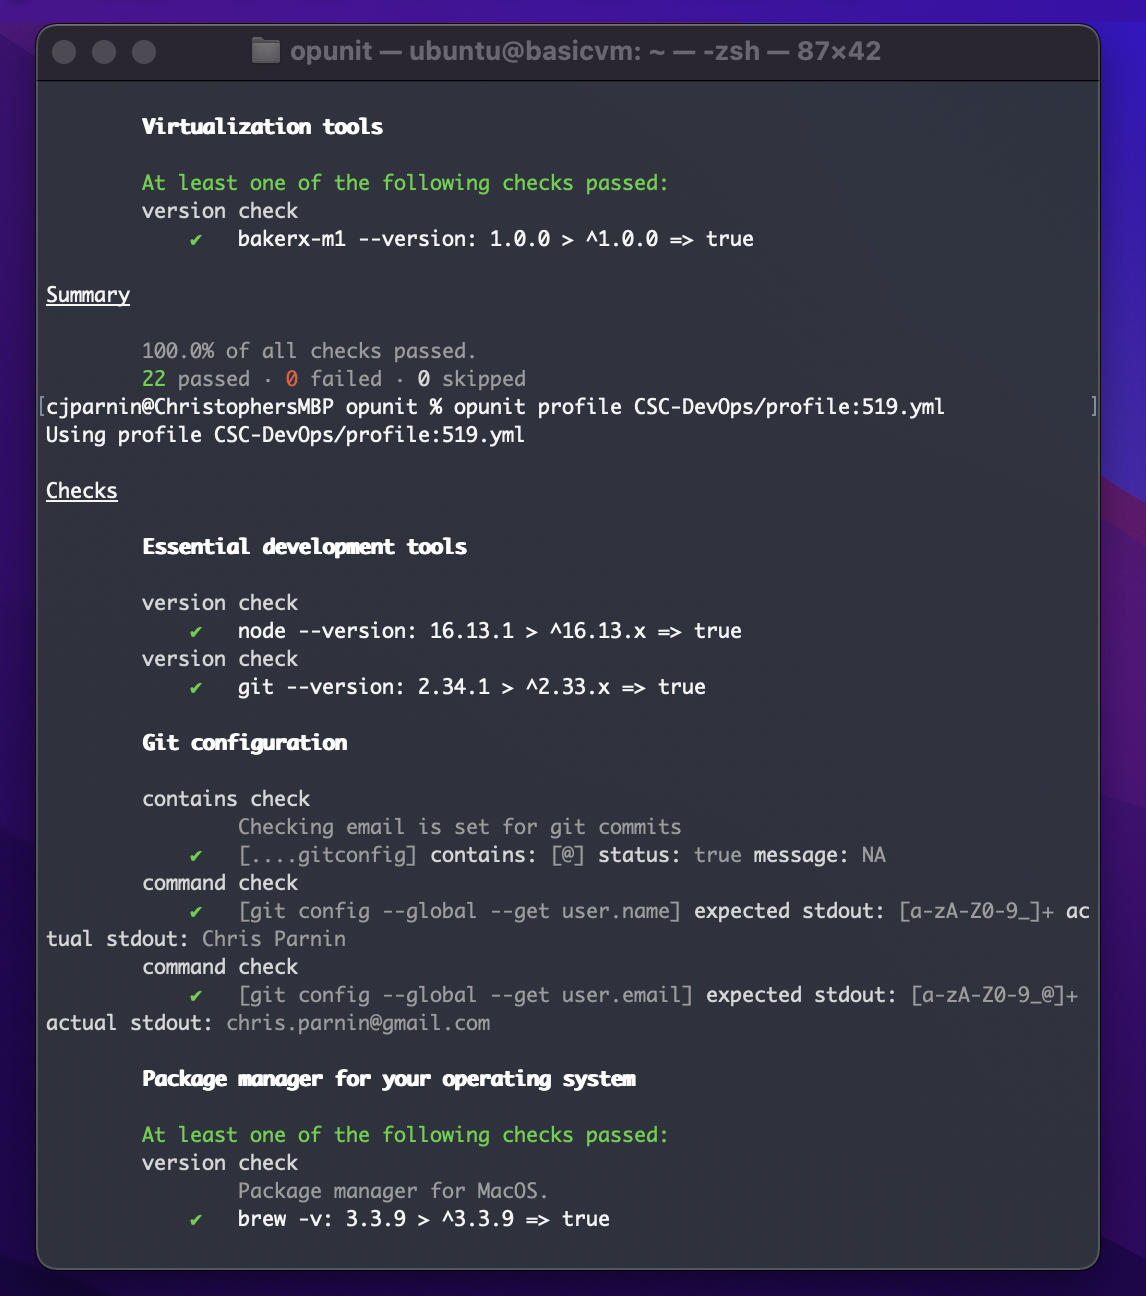 opunit — ubuntu@basicvm: ~ — -zsh — 87×42
Virtualization tools
At least one of the following checks passed:
version check
✔ bakerx-m1 --version: 1.0.0 > ^1.0.0 => true
Summary
100.0% of all checks passed.
22 passed · 0 failed · 0 skipped
[cjparnin@ChristophersMBP opunit % opunit profile CSC-DevOps/profile:519.yml ]
Using profile CSC-DevOps/profile:519.yml
Checks
Essential development tools
version check
✔ node --version: 16.13.1 > ^16.13.x => true
version check
✔ git --version: 2.34.1 > ^2.33.x => true
Git configuration
contains check
Checking email is set for git commits
✔ [....gitconfig] contains: [@] status: true message: NA
command check
✔ [git config --global --get user.name] expected stdout: [a-zA-Z0-9_]+ ac
tual stdout: Chris Parnin
command check
✔ [git config --global --get user.email] expected stdout: [a-zA-Z0-9_@]+
actual stdout: chris.parnin@gmail.com
Package manager for your operating system
At least one of the following checks passed:
version check
Package manager for MacOS.
✔ brew -v: 3.3.9 > ^3.3.9 => true